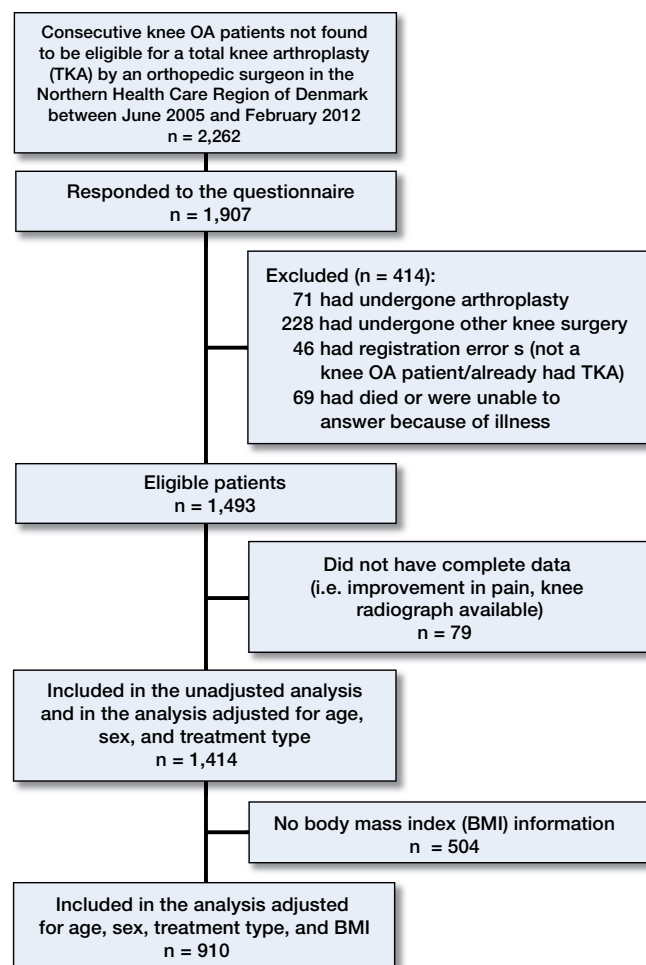 Consecutive knee OA patients not found
to be eligible for a total knee arthroplasty
(TKA) by an orthopedic surgeon in the
Northern Health Care Region of Denmark
between June 2005 and February 2012
n = 2,262
Responded to the questionnaire
n = 1,907
Excluded (n = 414):
71 had undergone arthroplasty
228 had undergone other knee surgery
46 had registration error s (not a
knee OA patient/already had TKA)
69 had died or were unable to
answer because of illness
Eligible patients
n = 1,493
Did not have complete data
(i.e. improvement in pain, knee
radiograph available)
n = 79
Included in the unadjusted analysis
and in the analysis adjusted for age,
sex, and treatment type
n = 1,414
No body mass index (BMI) information
n = 504
Included in the analysis adjusted
for age, sex, treatment type, and BMI
n = 910